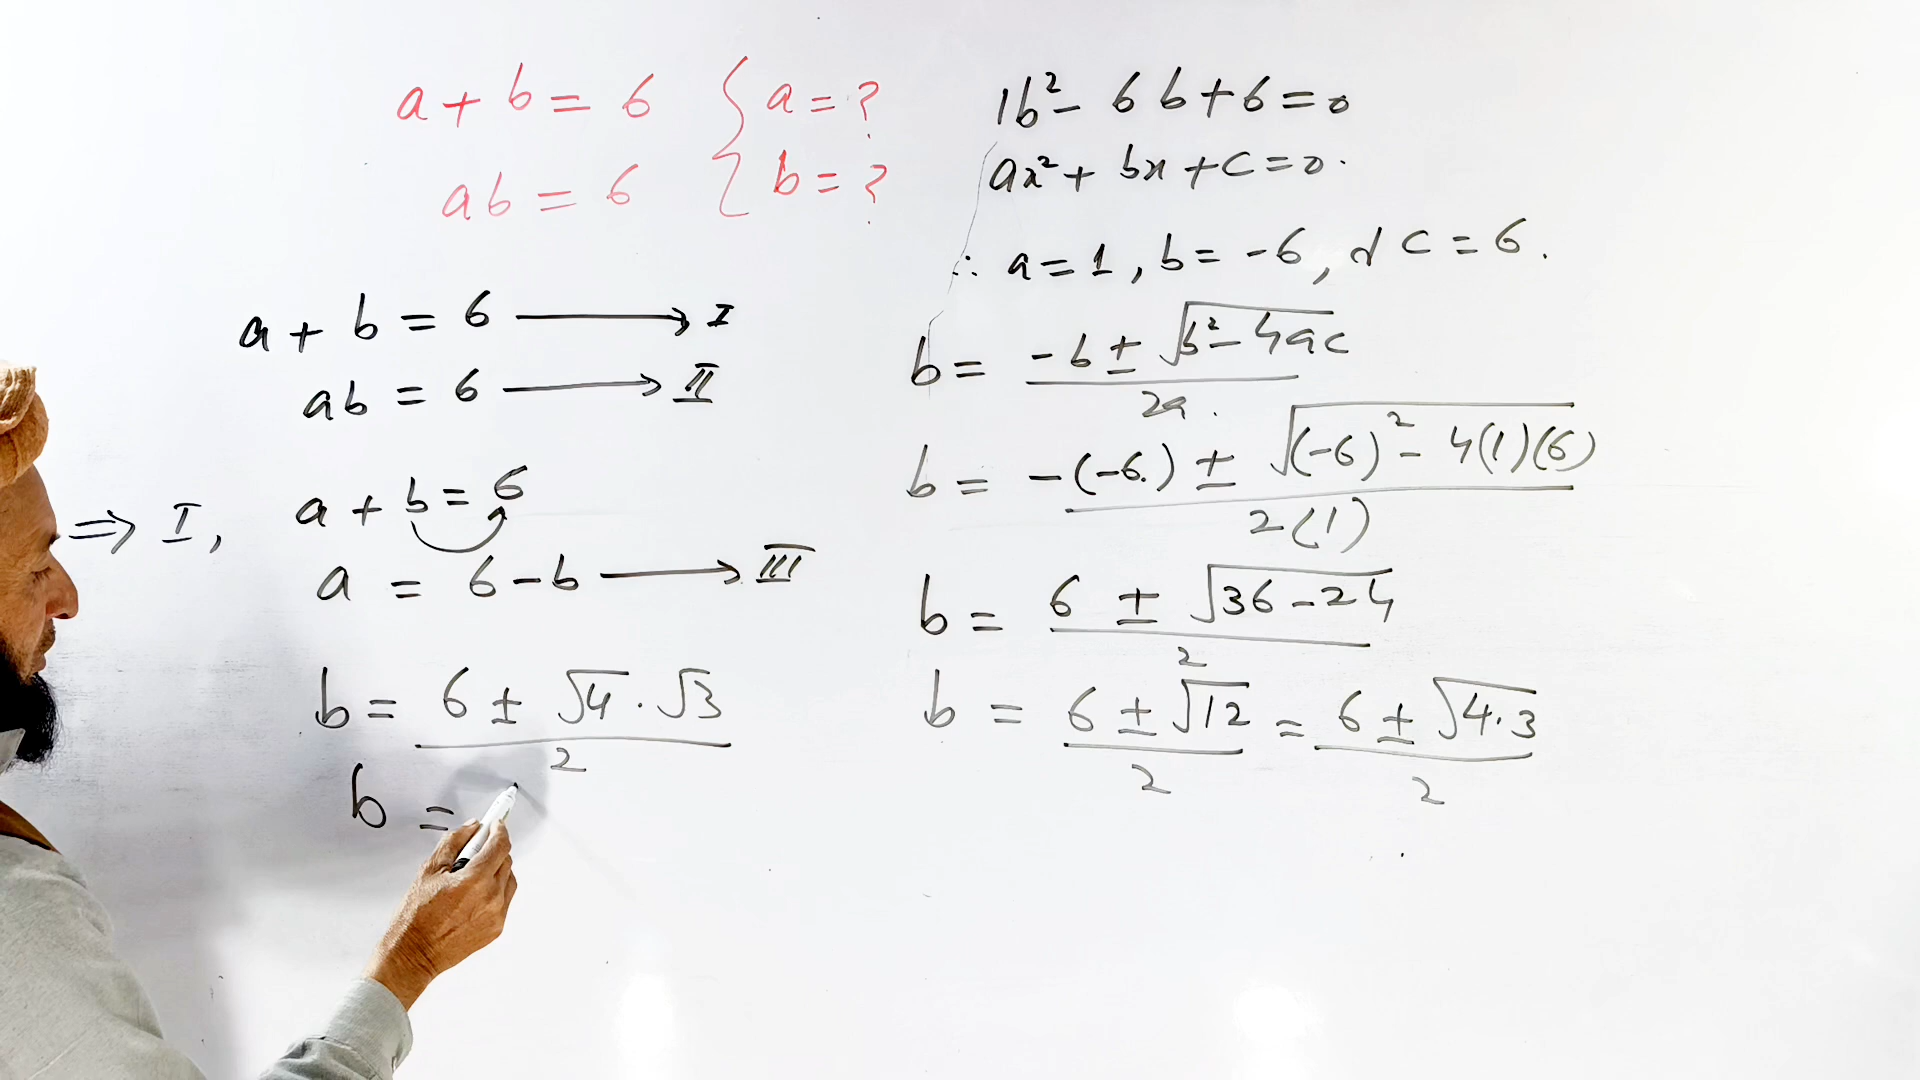 a + b = 6 { a = ?
ab = 6 { b = ?
a + b = 6 ⟶ I
ab = 6 ⟶ II
⇒ I, a + b = 6
a = 6 - b ⟶ III
b = (6 ± √4 · √3) / 2
b =
1b² - 6b + 6 = 0
ax² + bx + c = 0.
∴ a = 1, b = -6, & c = 6.
b = (-b ± √(b² - 4ac)) / 2a.
b = (-(-6) ± √((-6)² - 4(1)(6))) / 2(1)
b = (6 ± √(36 - 24)) / 2
b = (6 ± √12) / 2 = (6 ± √(4·3)) / 2